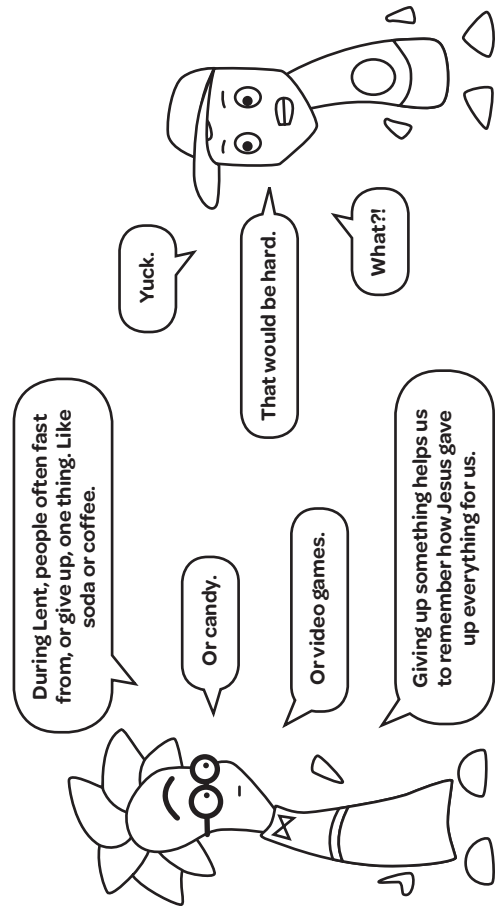 During Lent, people often fast
from, or give up, one thing. Like
soda or coffee.
Yuck.
Or candy.
That would be hard.
Or video games.
What?!
Giving up something helps us
to remember how Jesus gave
up everything for us.